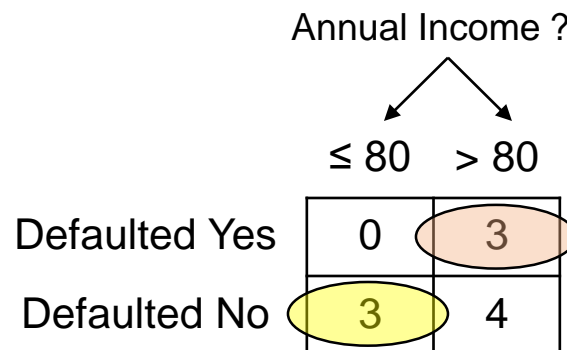 Annual Income ?
≤ 80 > 80
Defaulted Yes 0 3
Defaulted No 3 4